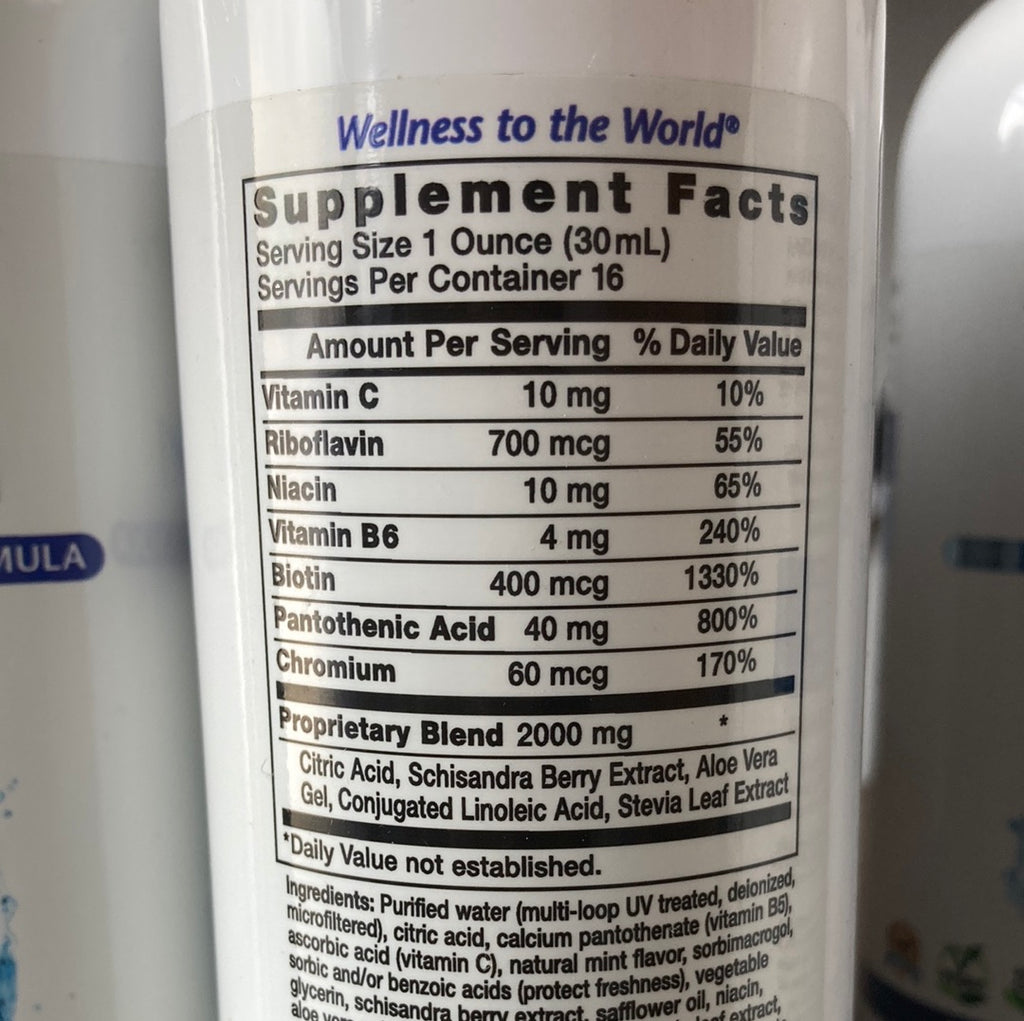 Wellness to the World®
Supplement Facts
Serving Size 1 Ounce (30mL)
Servings Per Container 16
Amount Per Serving % Daily Value
Vitamin C 10 mg 10%
Riboflavin 700 mcg 55%
Niacin 10 mg 65%
Vitamin B6 4 mg 240%
Biotin 400 mcg 1330%
Pantothenic Acid 40 mg 800%
Chromium 60 mcg 170%
Proprietary Blend 2000 mg *
Citric Acid, Schisandra Berry Extract, Aloe Vera
Gel, Conjugated Linoleic Acid, Stevia Leaf Extract
*Daily Value not established.
Ingredients: Purified water (multi-loop UV treated, deionized,
microfiltered), citric acid, calcium pantothenate (vitamin B5),
ascorbic acid (vitamin C), natural mint flavor, sorbimacrogol,
sorbic and/or benzoic acids (protect freshness), vegetable
glycerin, schisandra berry extract, safflower oil, niacin,
aloe extract,
MULA